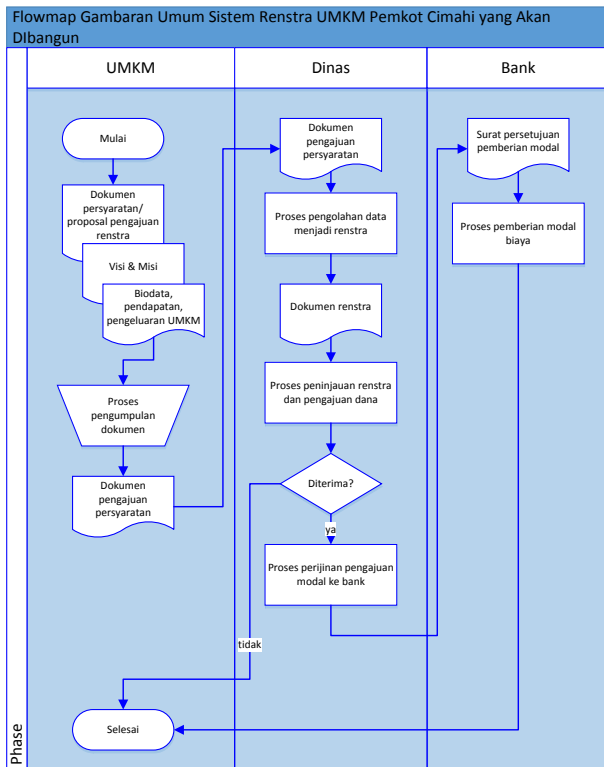 Flowmap Gambaran Umum Sistem Renstra UMKM Pemkot Cimahi yang Akan
DIbangun
UMKM
Dinas
Bank
Phase
Mulai
Dokumen
persyaratan/
proposal pengajuan
renstra
Visi & Misi
Biodata,
pendapatan,
pengeluaran UMKM
Proses
pengumpulan
dokumen
Dokumen
pengajuan
persyaratan
Dokumen
pengajuan
persyaratan
Proses pengolahan data
menjadi renstra
Dokumen renstra
Proses peninjauan renstra
dan pengajuan dana
Diterima?
ya
tidak
Proses perijinan pengajuan
modal ke bank
Surat persetujuan
pemberian modal
Proses pemberian modal
biaya
Selesai